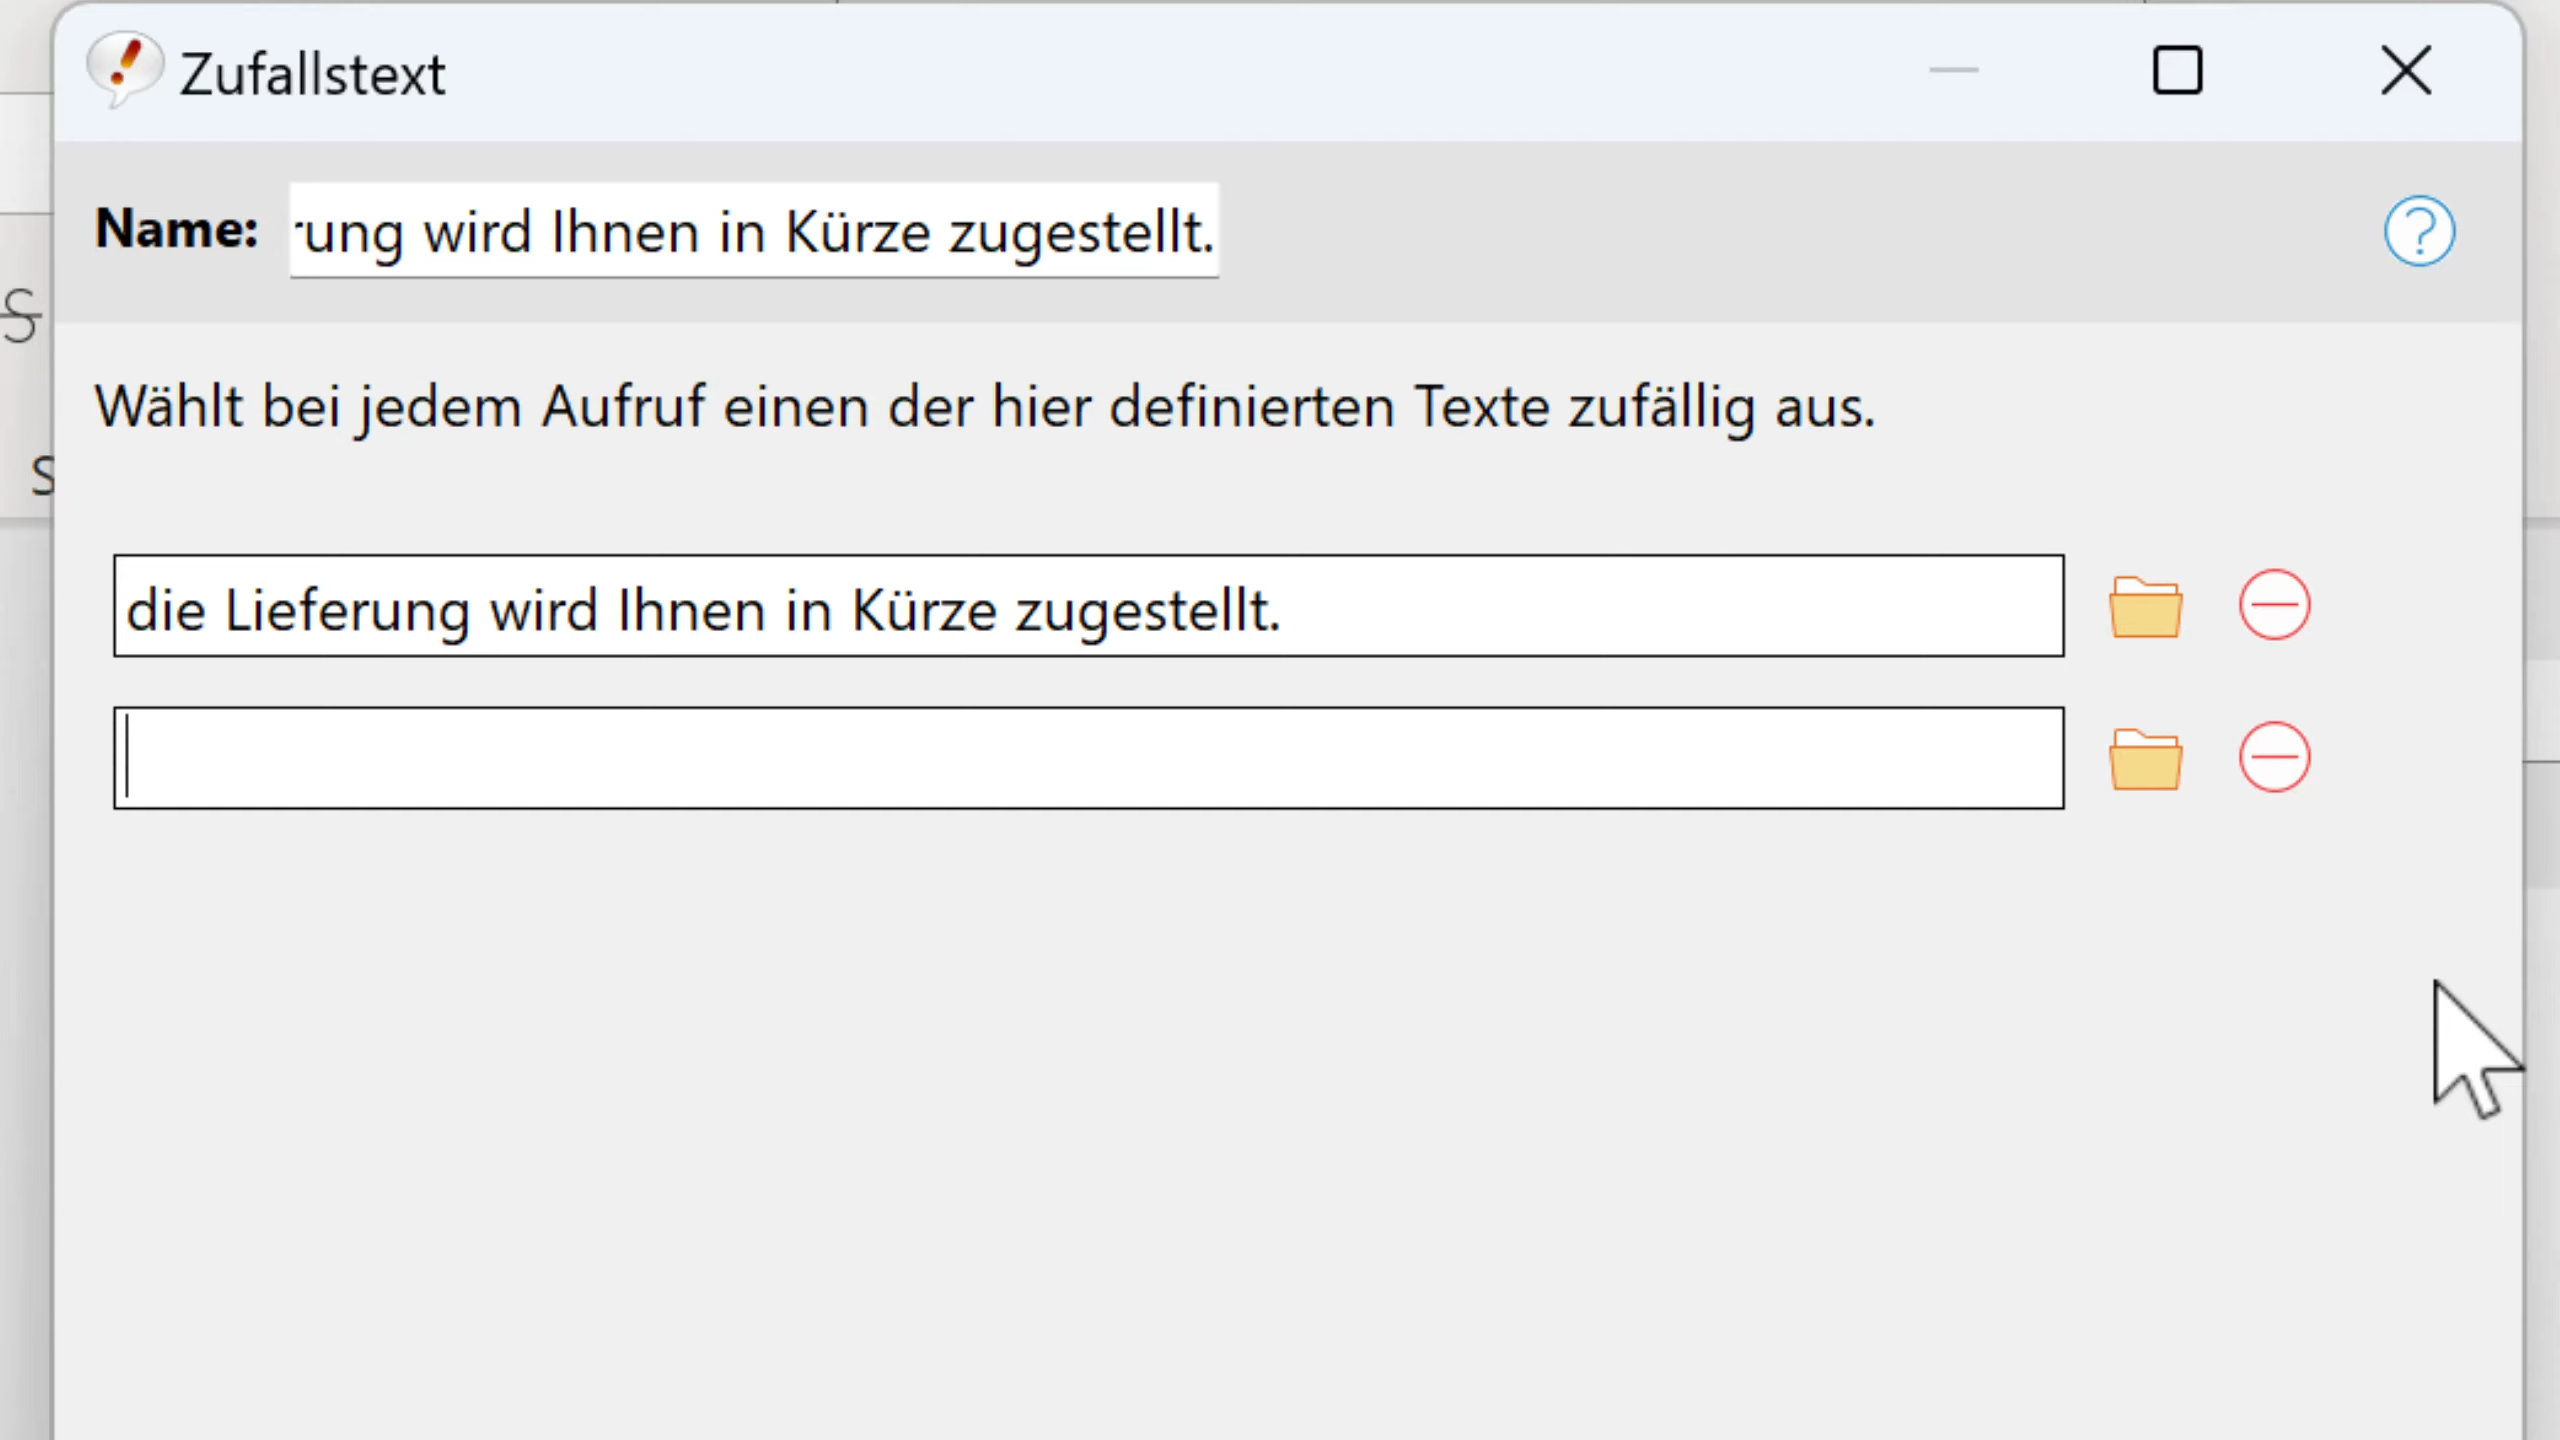 Zufallstext
Name: rung wird Ihnen in Kürze zugestellt.
Wählt bei jedem Aufruf einen der hier definierten Texte zufällig aus.
die Lieferung wird Ihnen in Kürze zugestellt.